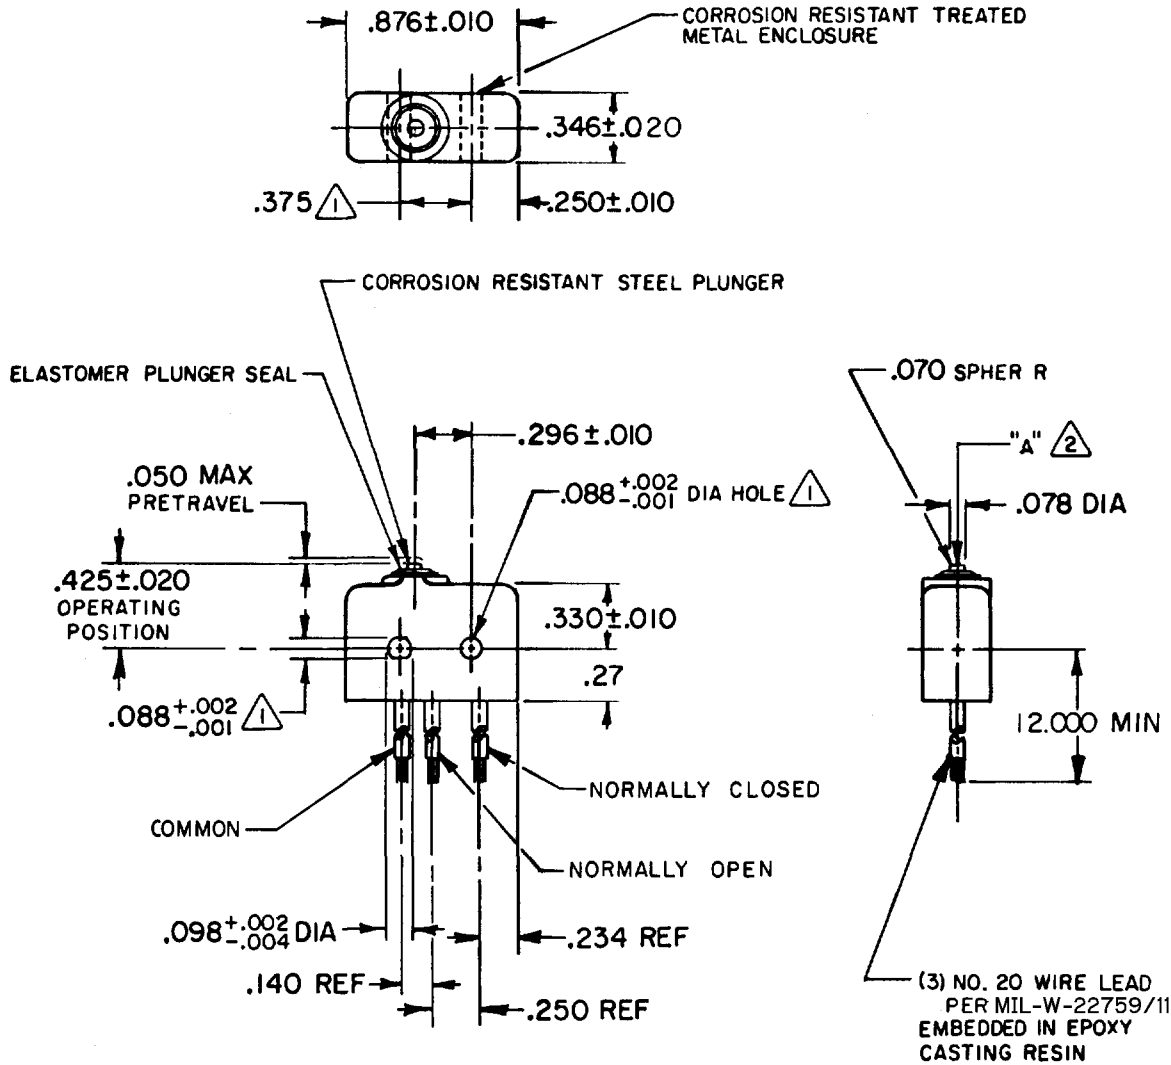 .876±.010
CORROSION RESISTANT TREATED
METAL ENCLOSURE
.346±.020
.375 1
.250±.010
CORROSION RESISTANT STEEL PLUNGER
ELASTOMER PLUNGER SEAL
.070 SPHER R
.296±.010
"A" 2
.050 MAX
PRETRAVEL
.088 +.002 -.001 DIA HOLE 1
.078 DIA
.425±.020
OPERATING
POSITION
.330±.010
.27
.088 +.002 -.001 1
12.000 MIN
NORMALLY CLOSED
COMMON
NORMALLY OPEN
.098 +.002 -.004 DIA
.234 REF
.140 REF
.250 REF
(3) NO. 20 WIRE LEAD
PER MIL-W-22759/11
EMBEDDED IN EPOXY
CASTING RESIN